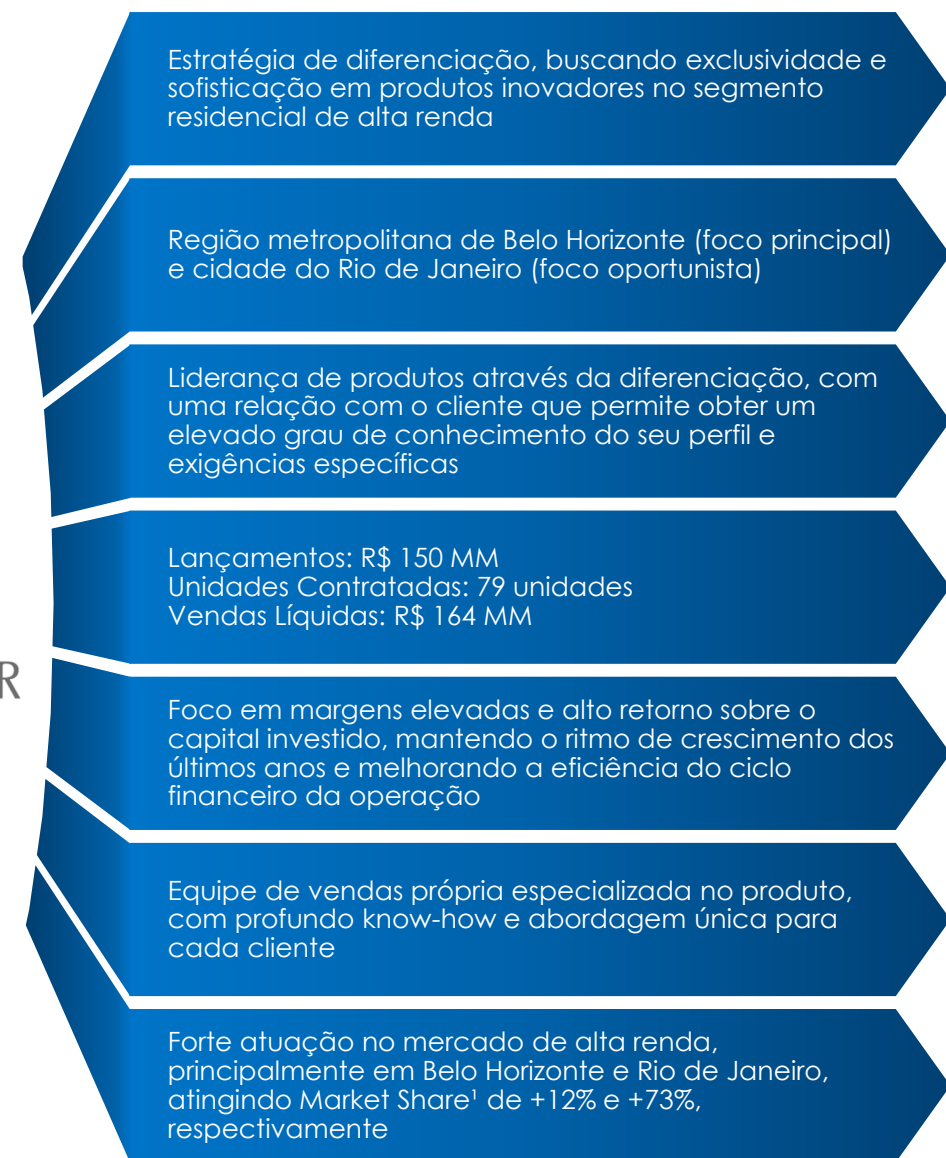 Estratégia de diferenciação, buscando exclusividade e
sofisticação em produtos inovadores no segmento
residencial de alta renda
Região metropolitana de Belo Horizonte (foco principal)
e cidade do Rio de Janeiro (foco oportunista)
Liderança de produtos através da diferenciação, com
uma relação com o cliente que permite obter um
elevado grau de conhecimento do seu perfil e
exigências específicas
Lançamentos: R$ 150 MM
Unidades Contratadas: 79 unidades
Vendas Líquidas: R$ 164 MM
R
Foco em margens elevadas e alto retorno sobre o
capital investido, mantendo o ritmo de crescimento dos
últimos anos e melhorando a eficiência do ciclo
financeiro da operação
Equipe de vendas própria especializada no produto,
com profundo know-how e abordagem única para
cada cliente
Forte atuação no mercado de alta renda,
principalmente em Belo Horizonte e Rio de Janeiro,
atingindo Market Share¹ de +12% e +73%,
respectivamente